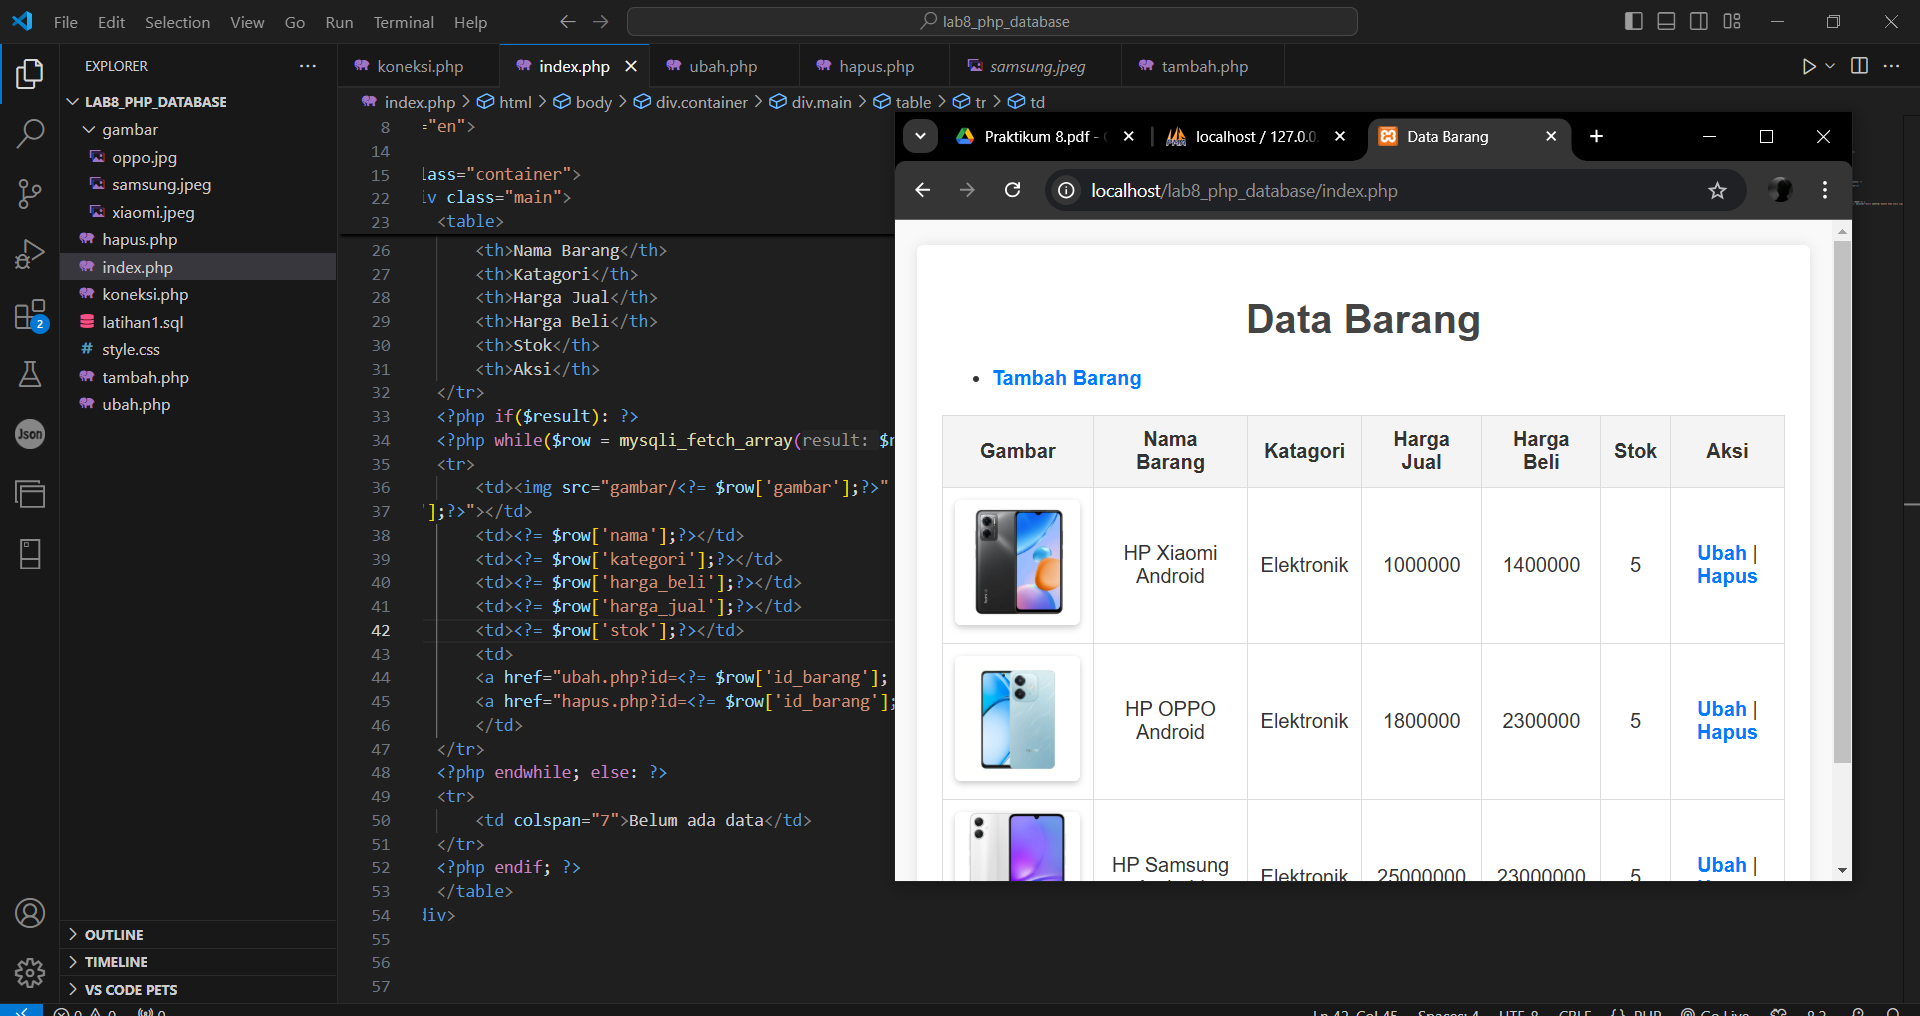 File Edit Selection View Go Run Terminal Help
lab8_php_database
EXPLORER
koneksi.php
index.php
ubah.php
hapus.php
samsung.jpeg
tambah.php
LAB8_PHP_DATABASE
gambar
oppo.jpg
samsung.jpeg
xiaomi.jpeg
hapus.php
index.php
koneksi.php
latihan1.sql
style.css
tambah.php
ubah.php
OUTLINE
TIMELINE
VS CODE PETS
2
Json
index.php > html > body > div.container > div.main > table > tr > td
8 ="en">
14
15 lass="container">
22 iv class="main">
23 <table>
26 <th>Nama Barang</th>
27 <th>Katagori</th>
28 <th>Harga Jual</th>
29 <th>Harga Beli</th>
30 <th>Stok</th>
31 <th>Aksi</th>
32 </tr>
33 <?php if($result): ?>
34 <?php while($row = mysqli_fetch_array(result: $r
35 <tr>
36 <td><img src="gambar/<?= $row['gambar'];?>"
37 '];?>"></td>
38 <td><?= $row['nama'];?></td>
39 <td><?= $row['kategori'];?></td>
40 <td><?= $row['harga_beli'];?></td>
41 <td><?= $row['harga_jual'];?></td>
42 <td><?= $row['stok'];?></td>
43 <td>
44 <a href="ubah.php?id=<?= $row['id_barang'];
45 <a href="hapus.php?id=<?= $row['id_barang'];
46 </td>
47 </tr>
48 <?php endwhile; else: ?>
49 <tr>
50 <td colspan="7">Belum ada data</td>
51 </tr>
52 <?php endif; ?>
53 </table>
54 div>
55
56
57
Praktikum 8.pdf -
localhost / 127.0.0.
Data Barang
localhost/lab8_php_database/index.php
Data Barang
Tambah Barang
Gambar Nama Barang Katagori Harga Jual Harga Beli Stok Aksi
HP Xiaomi Android Elektronik 1000000 1400000 5 Ubah | Hapus
HP OPPO Android Elektronik 1800000 2300000 5 Ubah | Hapus
HP Samsung Elektronik 25000000 23000000 5 Ubah |
0 0 0
Ln 42, Col 45 Spaces: 4 UTF-8 CRLF {} PHP Go Live 8.2